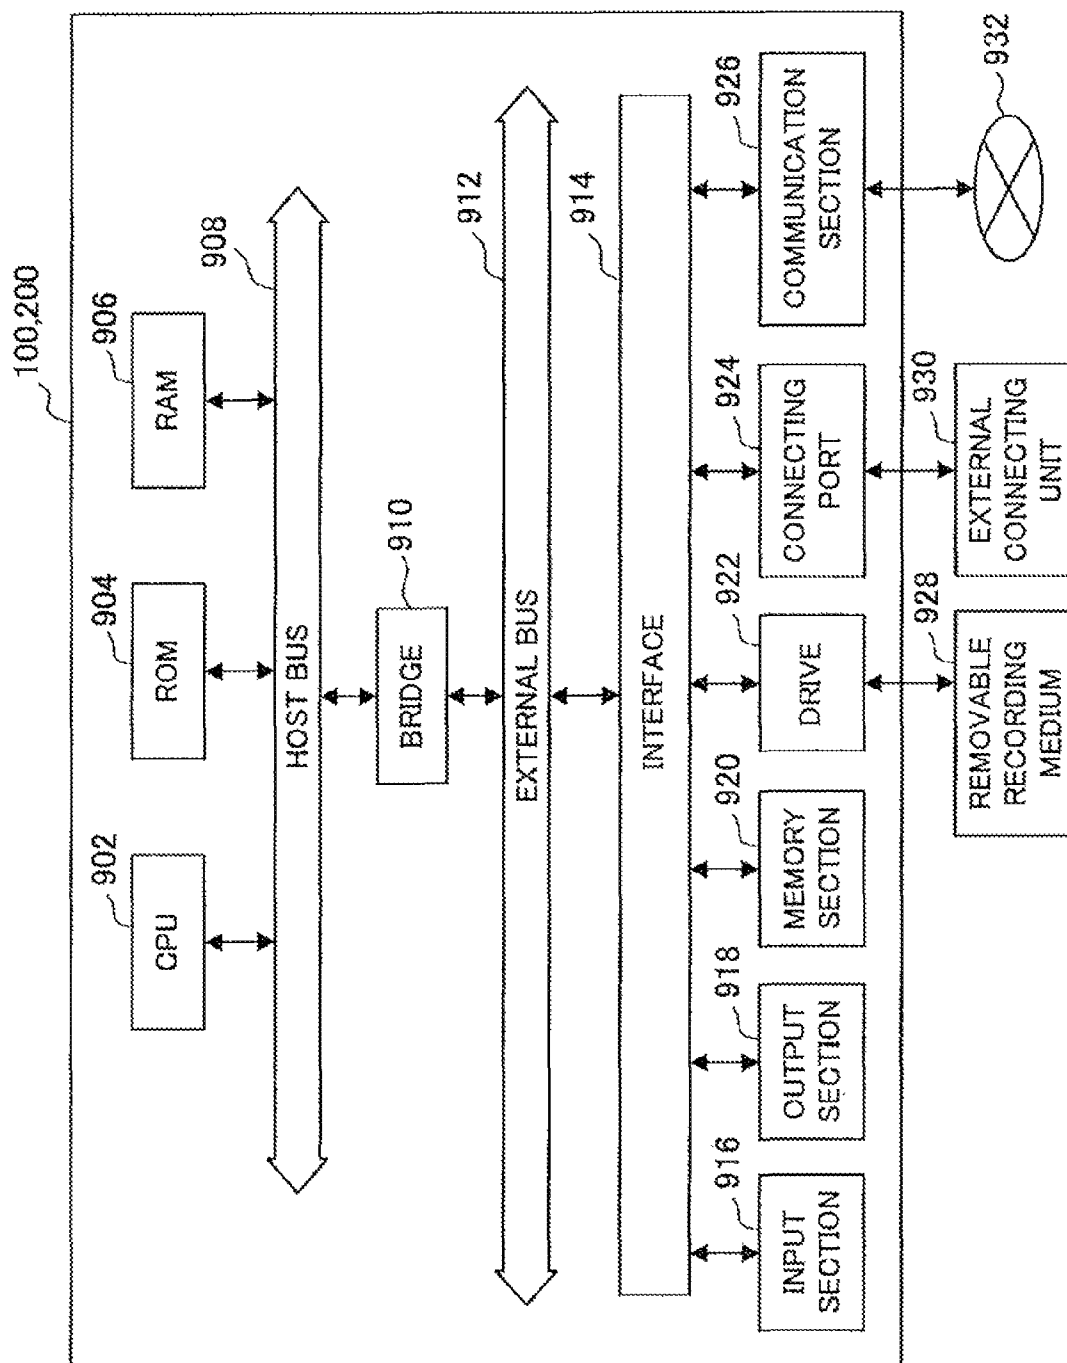 100,200
902
904
906
CPU
ROM
RAM
908
HOST BUS
910
BRIDGE
912
EXTERNAL BUS
914
INTERFACE
916
918
920
922
924
926
INPUT
SECTION
OUTPUT
SECTION
MEMORY
SECTION
DRIVE
CONNECTING
PORT
COMMUNICATION
SECTION
928
930
932
REMOVABLE
RECORDING
MEDIUM
EXTERNAL
CONNECTING
UNIT